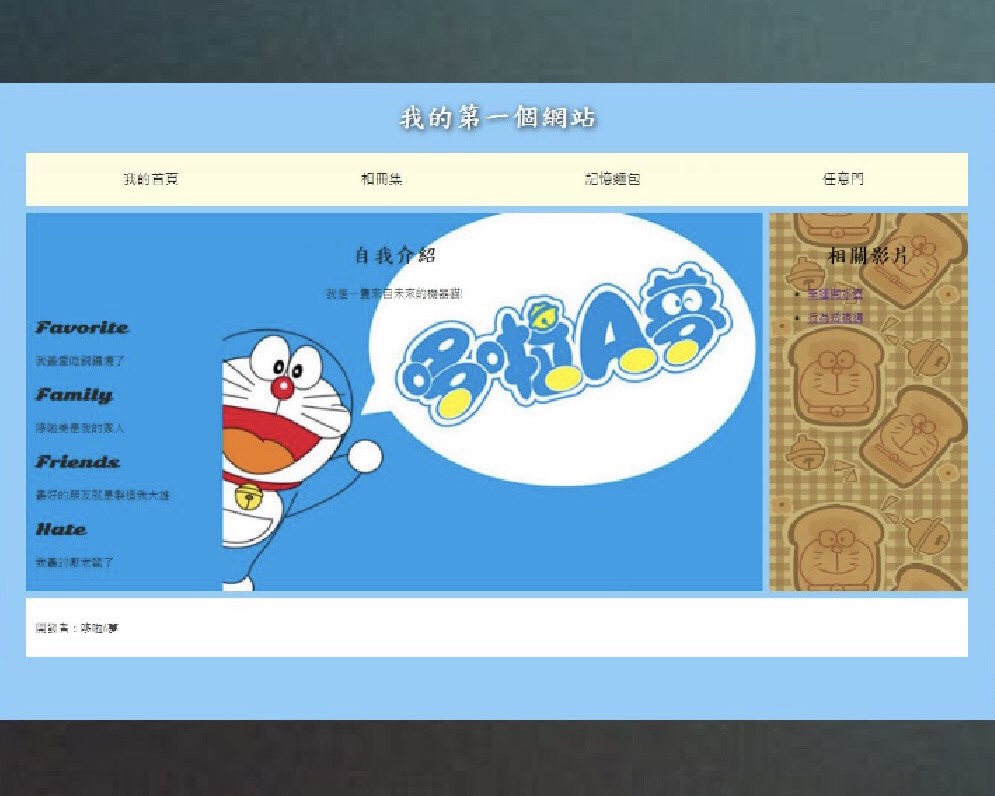 我的第一個網站
我的首頁 相冊集 記憶麵包 任意門
自我介紹
我是一隻來自未來的機器貓!
哆啦A夢
Favorite
我最愛吃銅鑼燒了
Family
哆啦美是我的家人
Friends
最好的朋友就是製植我大雄
Hate
我最討厭老鼠了
相關影片
開發者：哆啦A夢